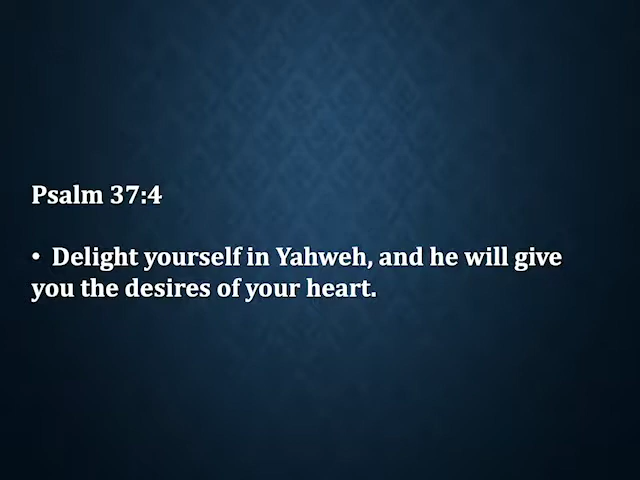 Psalm 37:4
• Delight yourself in Yahweh, and he will give
you the desires of your heart.